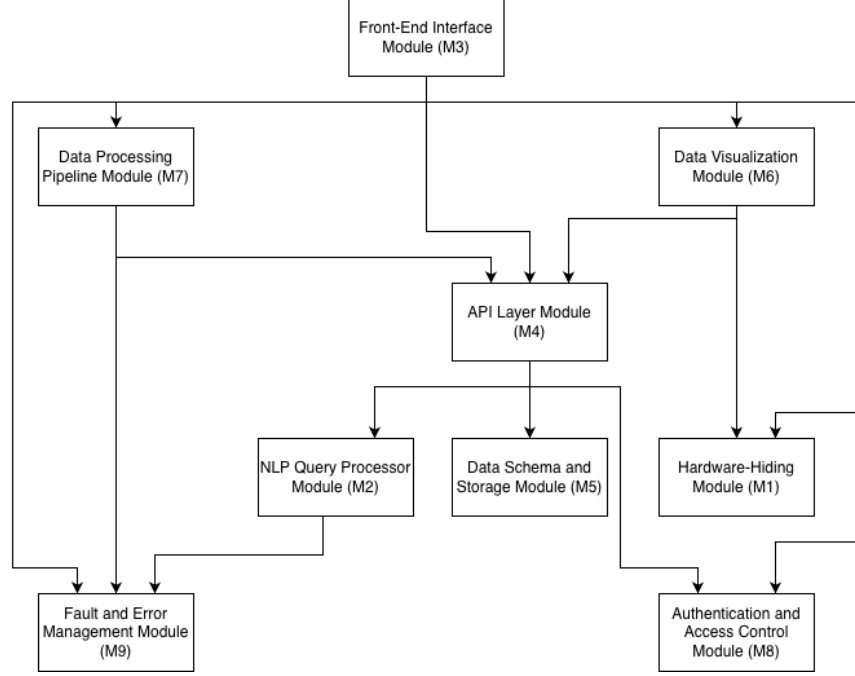 Front-End Interface
Module (M3)
Data Processing
Pipeline Module (M7)
Data Visualization
Module (M6)
API Layer Module
(M4)
NLP Query Processor
Module (M2)
Data Schema and
Storage Module (M5)
Hardware-Hiding
Module (M1)
Fault and Error
Management Module
(M9)
Authentication and
Access Control
Module (M8)